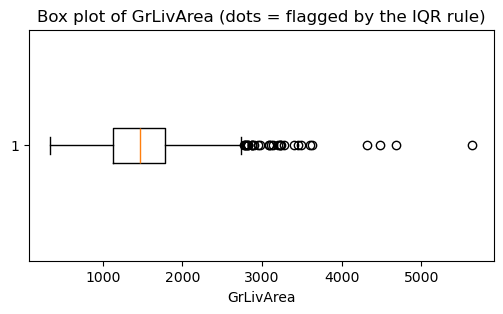 Box plot of GrLivArea (dots = flagged by the IQR rule)
1
1000 2000 3000 4000 5000
GrLivArea